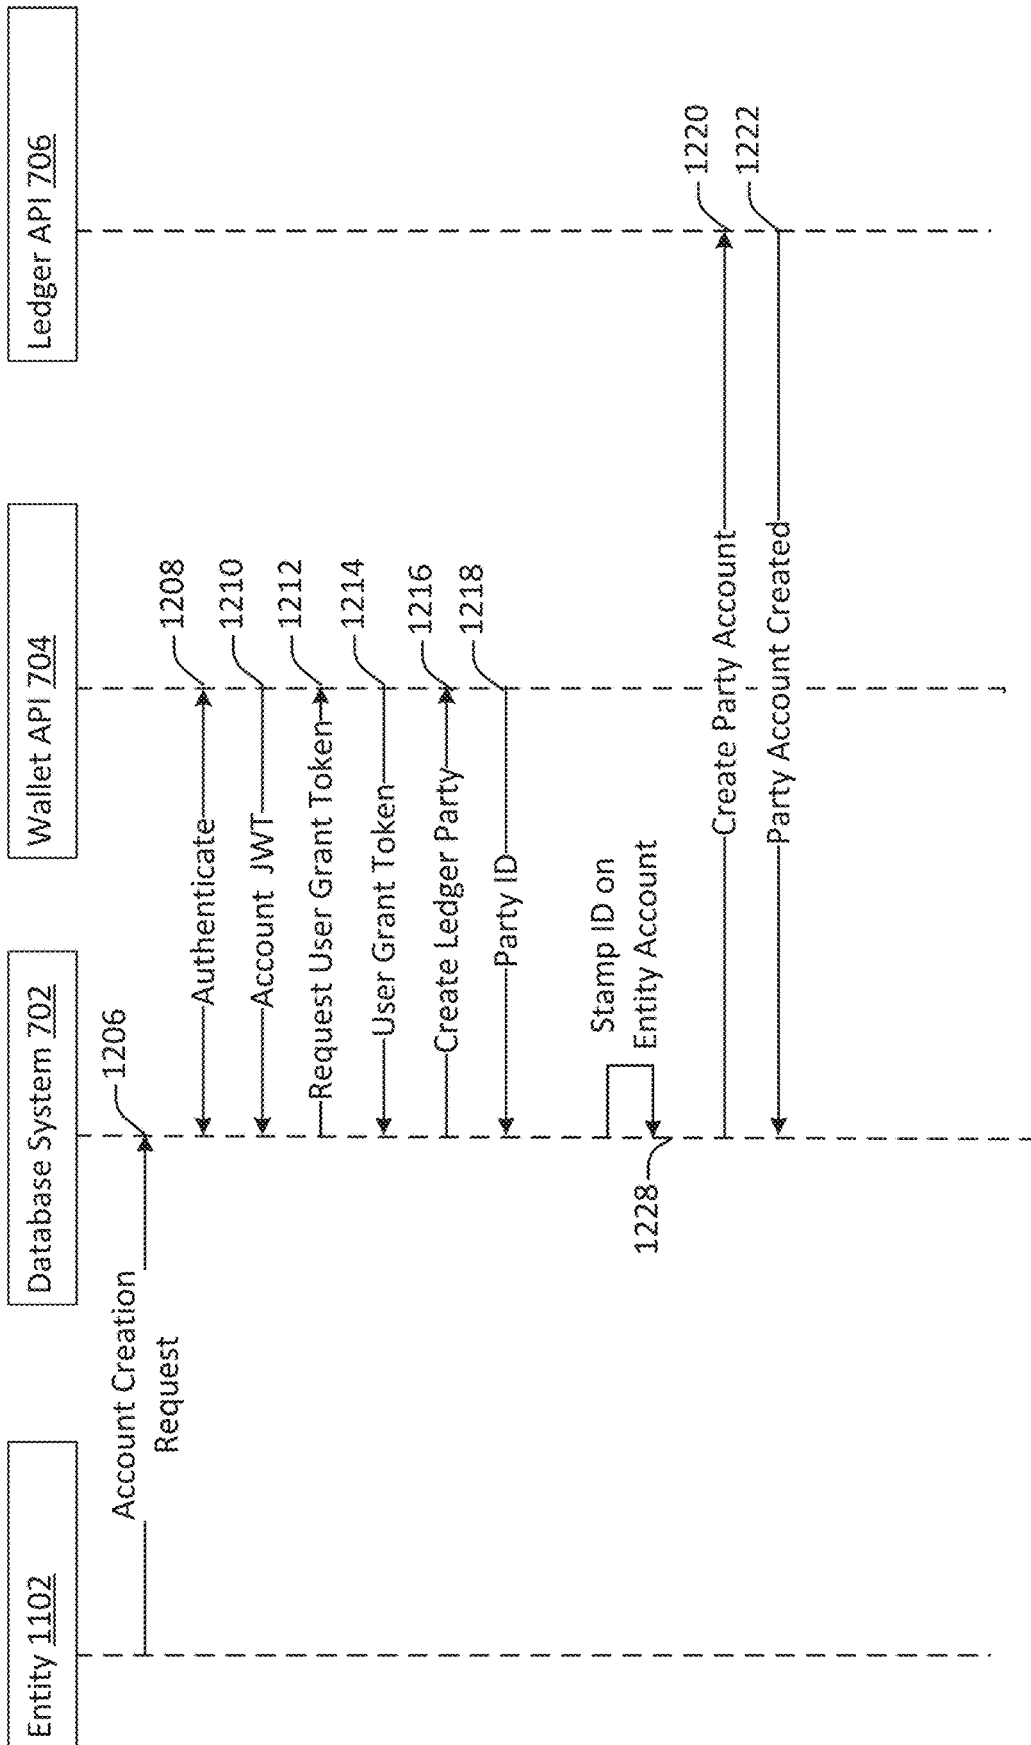 Entity 1102
Database System 702
Wallet API 704
Ledger API 706
Account Creation
Request
1206
Authenticate
1208
Account JWT
1210
Request User Grant Token
1212
User Grant Token
1214
Create Ledger Party
1216
Party ID
1218
Stamp ID on
Entity Account
1228
Create Party Account
1220
Party Account Created
1222